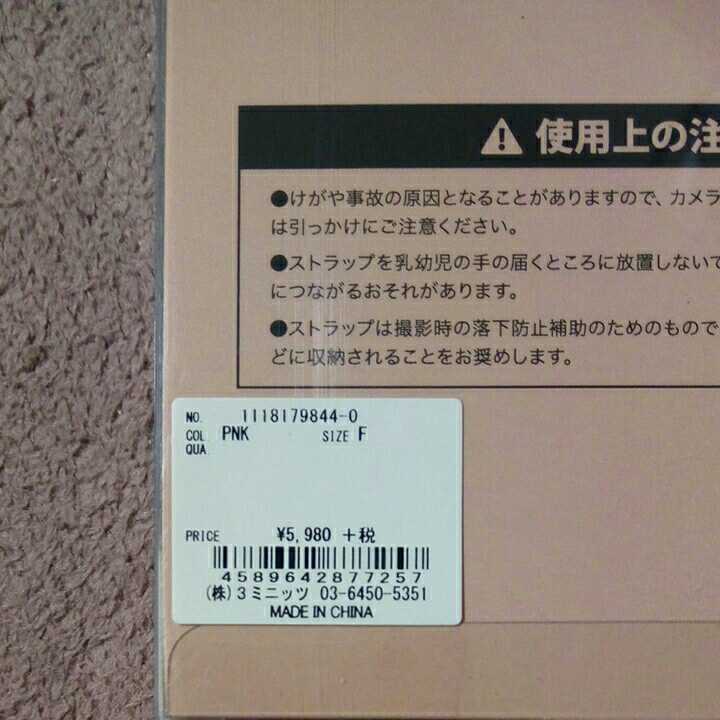 使用上の注
●けがや事故の原因となることがありますので、カメラ
は引っかけにご注意ください。
●ストラップを乳幼児の手の届くところに放置しないで
につながるおそれがあります。
●ストラップは撮影時の落下防止補助のためのもので
どに収納されることをお奨めします。
NO. 1118179844-0
COL PNK SIZE F
QUA
PRICE ¥5,980 +税
4589642877257
(株)3ミニッツ 03-6450-5351
MADE IN CHINA